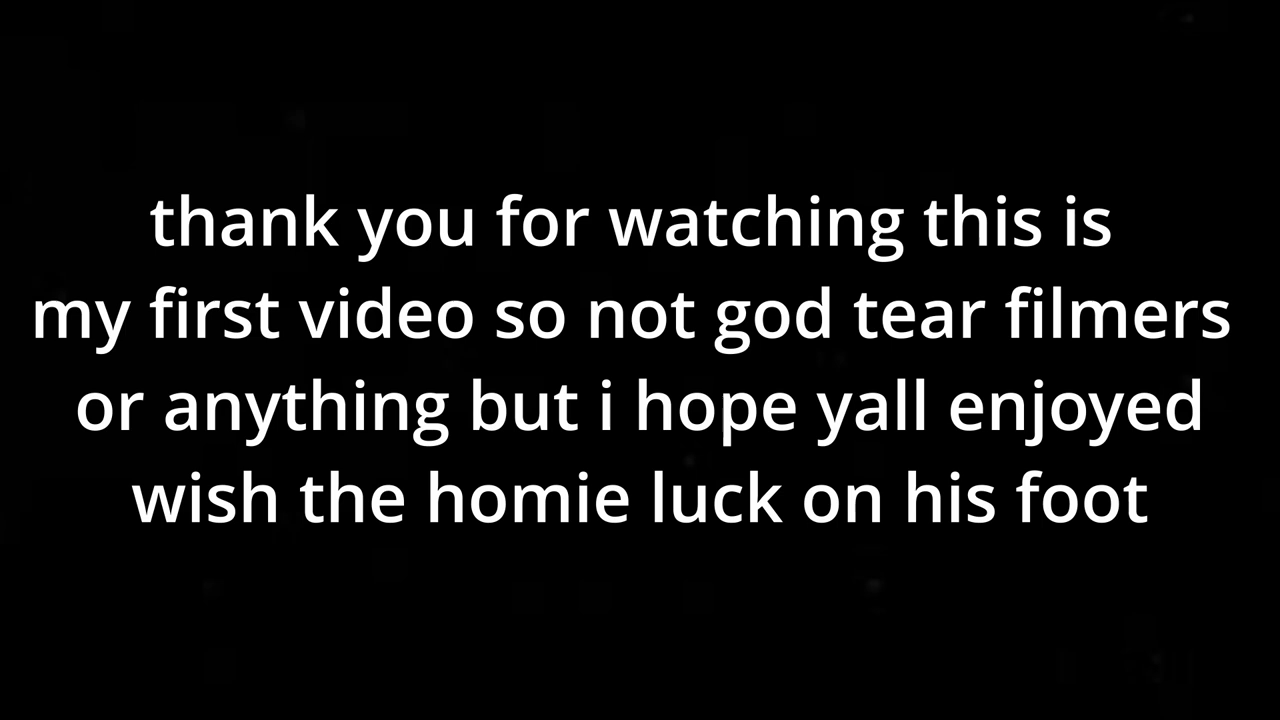 thank you for watching this is
my first video so not god tear filmers
or anything but i hope yall enjoyed
wish the homie luck on his foot